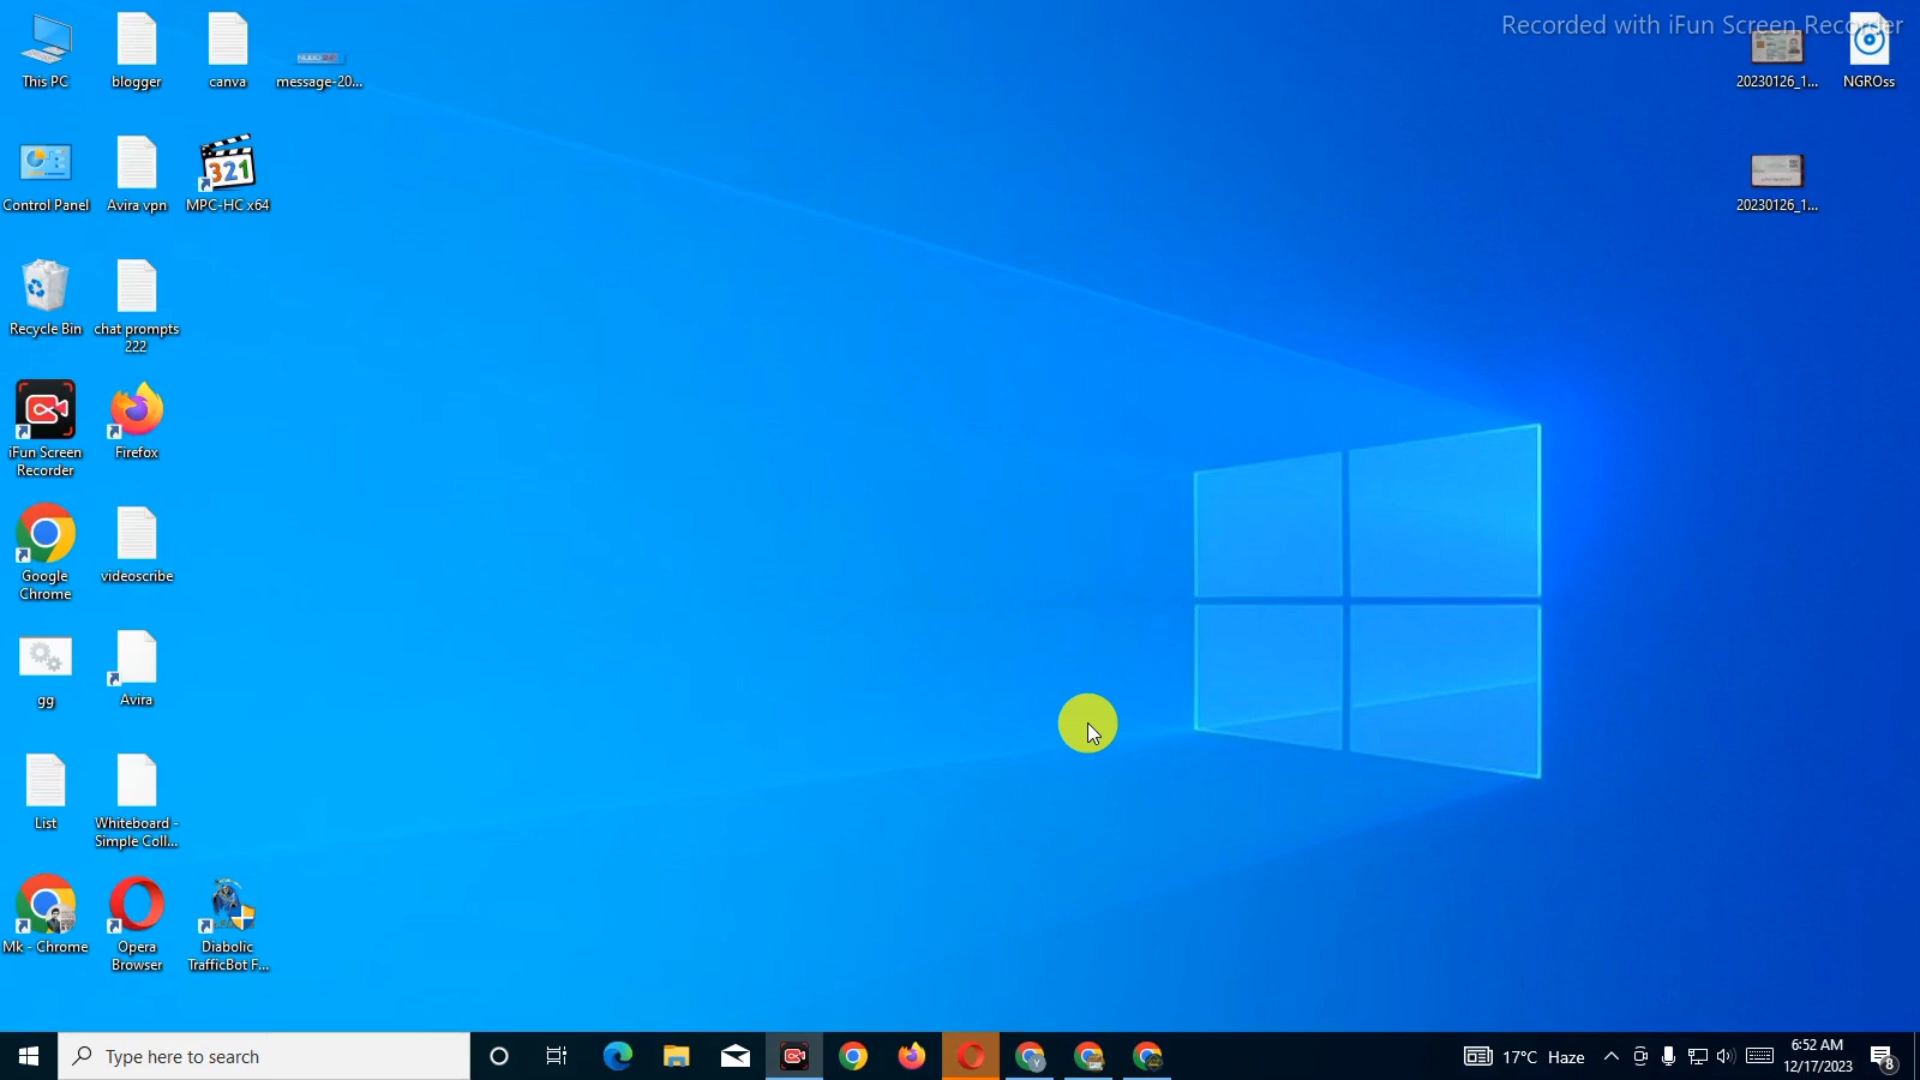 Recorded with iFun Screen Recorder
This PC
blogger
canva
message-20...
20230126_1...
NGROss
Control Panel
Avira vpn
321
MPC-HC x64
20230126_1...
Recycle Bin
chat prompts
222
iFun Screen
Recorder
Firefox
Google
Chrome
videoscribe
gg
Avira
List
Whiteboard -
Simple Coll...
Mk - Chrome
Opera
Browser
Diabolic
TrafficBot F...
Type here to search
17°C Haze
6:52 AM
12/17/2023
8